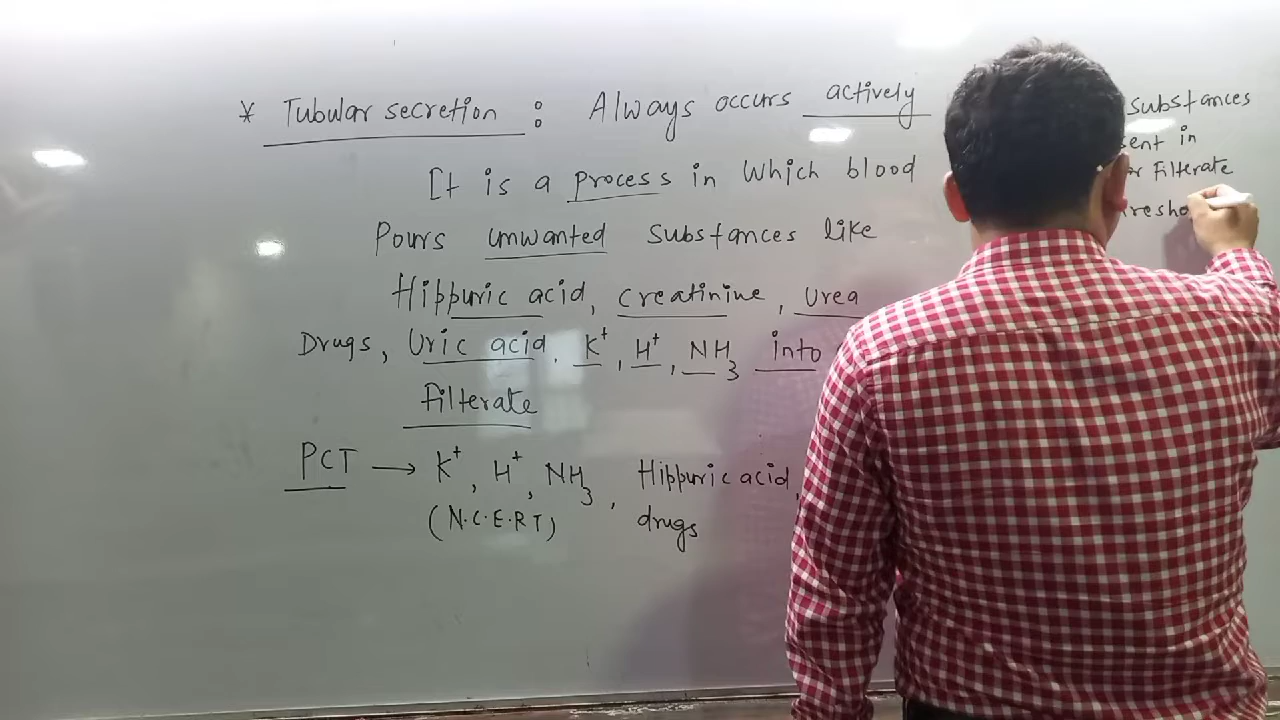 * Tubular secretion : Always occurs actively
It is a process in which blood
Pours unwanted substances like
Hippuric acid, creatinine, urea
Drugs, Uric acid, K⁺, H⁺, NH₃ into
filterate
PCT → K⁺, H⁺, NH₃, Hippuric acid,
(N.C.E.R.T) drugs
substances
in
Filterate